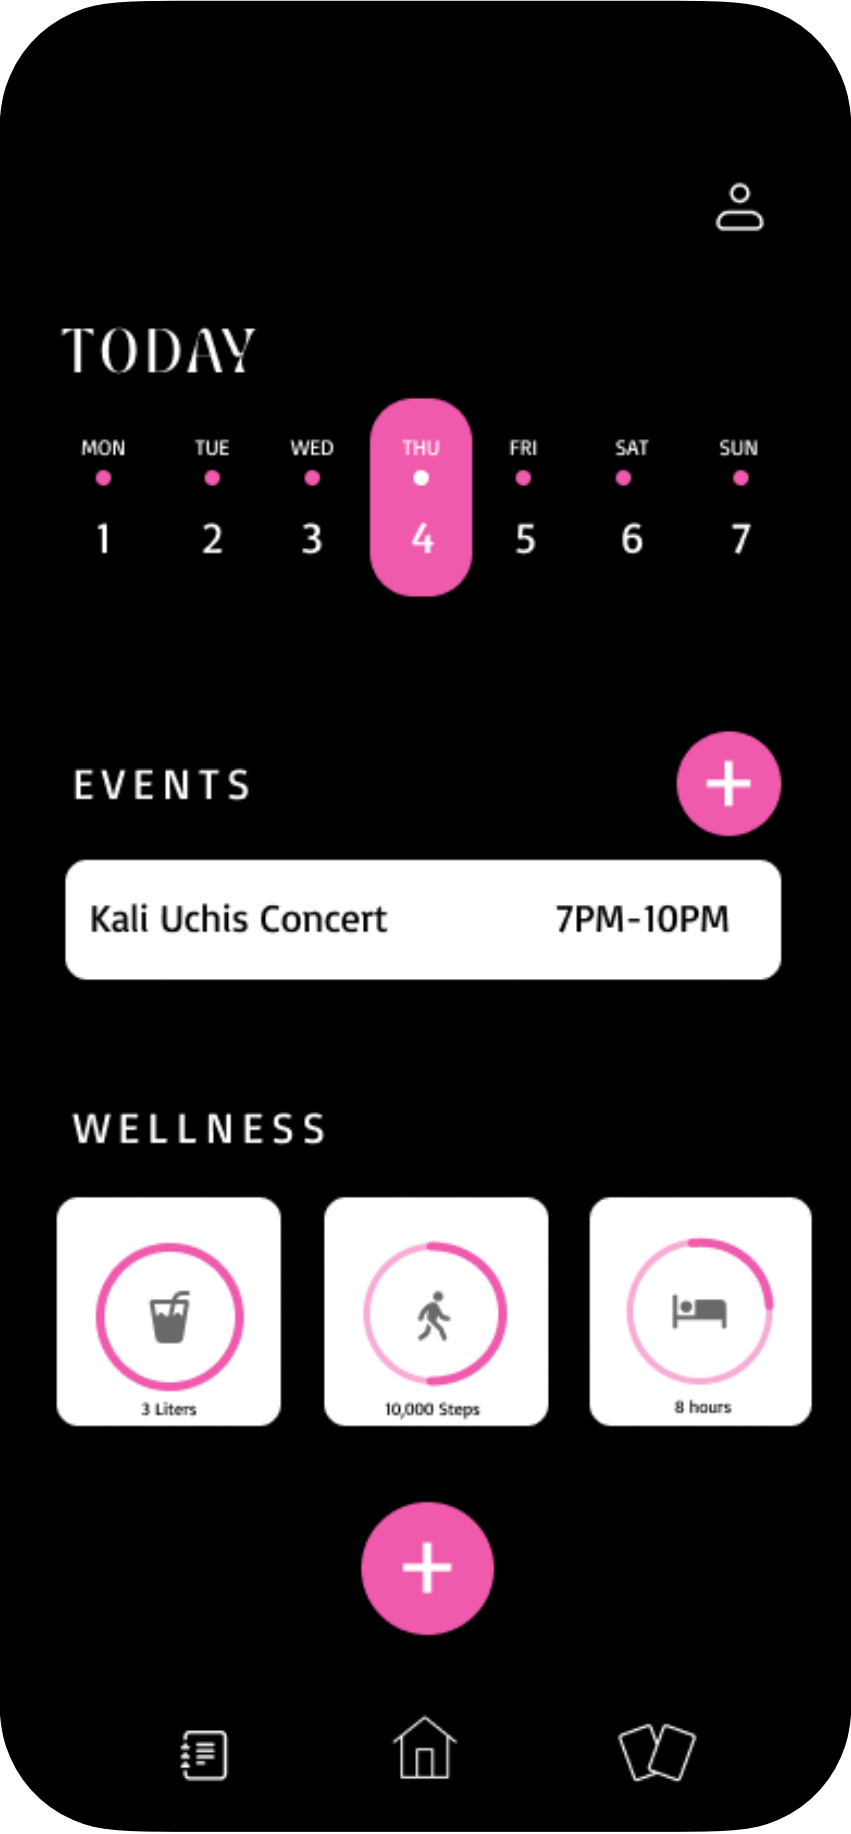 TODAY
MON TUE WED THU FRI SAT SUN
1 2 3 4 5 6 7
EVENTS
Kali Uchis Concert 7PM-10PM
WELLNESS
3 Liters 10,000 Steps 8 hours